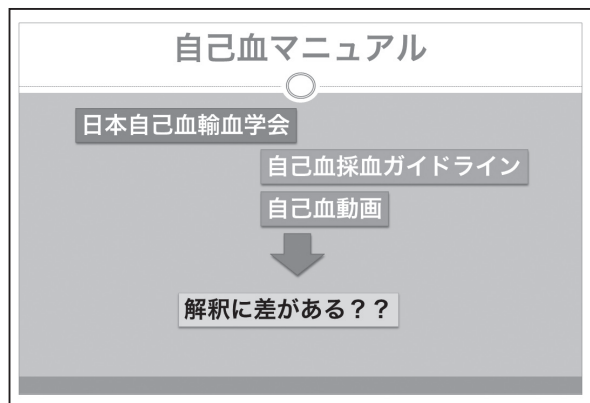 自己血マニュアル
日本自己血輸血学会
自己血採血ガイドライン
自己血動画
解釈に差がある？？